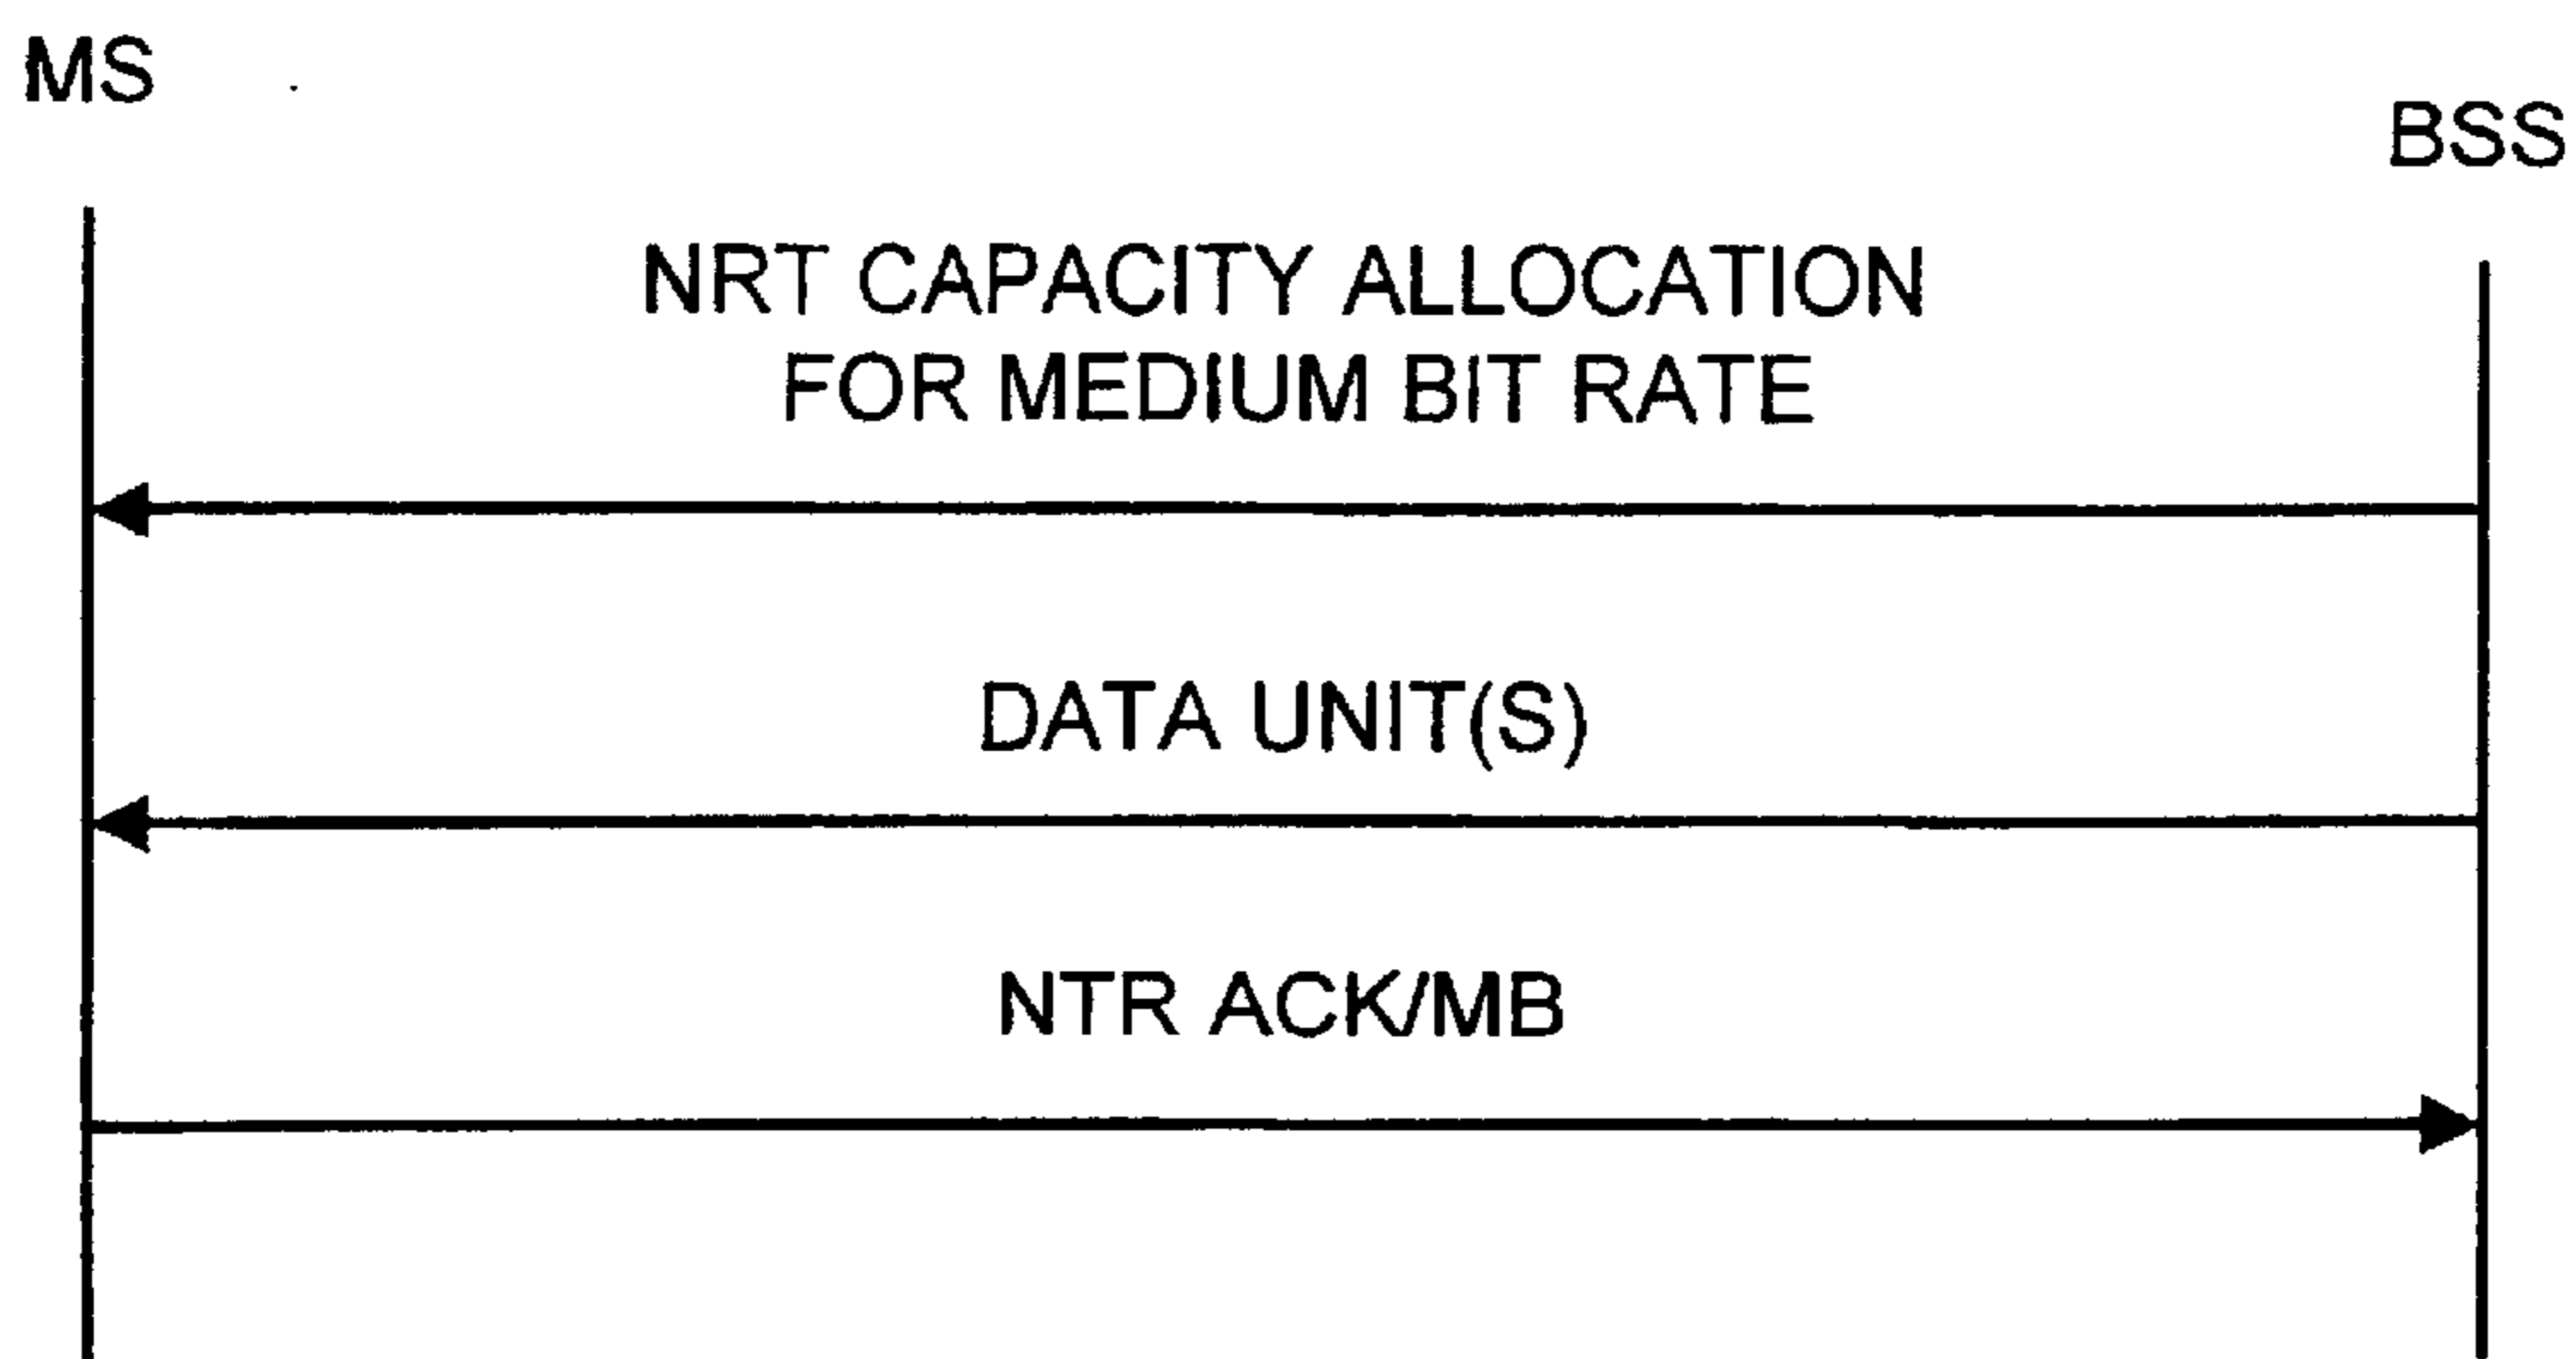 MS
BSS
NRT CAPACITY ALLOCATION
FOR MEDIUM BIT RATE
DATA UNIT(S)
NTR ACK/MB